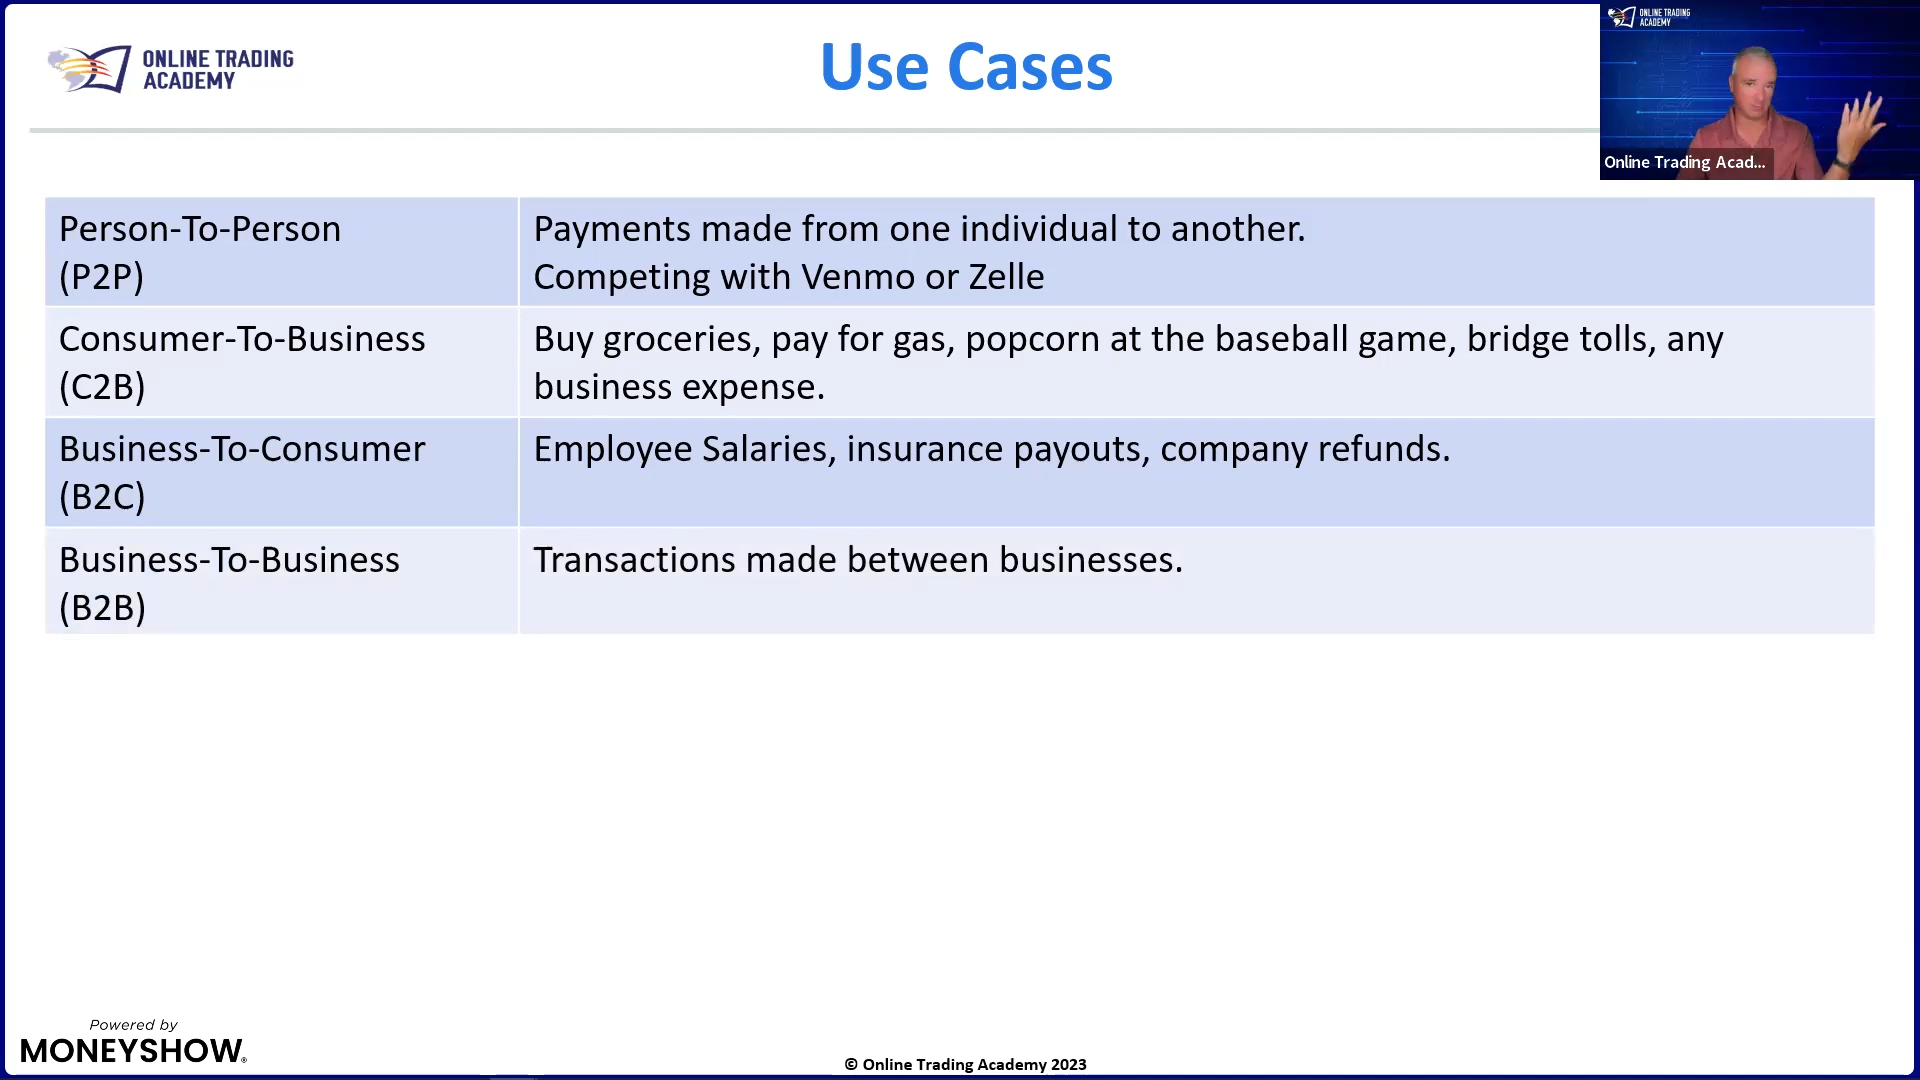 ONLINE TRADING
ACADEMY
Use Cases
ONLINE TRADING
ACADEMY
Online Trading Acad...
Person-To-Person
(P2P)
Payments made from one individual to another.
Competing with Venmo or Zelle
Consumer-To-Business
(C2B)
Buy groceries, pay for gas, popcorn at the baseball game, bridge tolls, any
business expense.
Business-To-Consumer
(B2C)
Employee Salaries, insurance payouts, company refunds.
Business-To-Business
(B2B)
Transactions made between businesses.
Powered by
MONEYSHOW®
© Online Trading Academy 2023